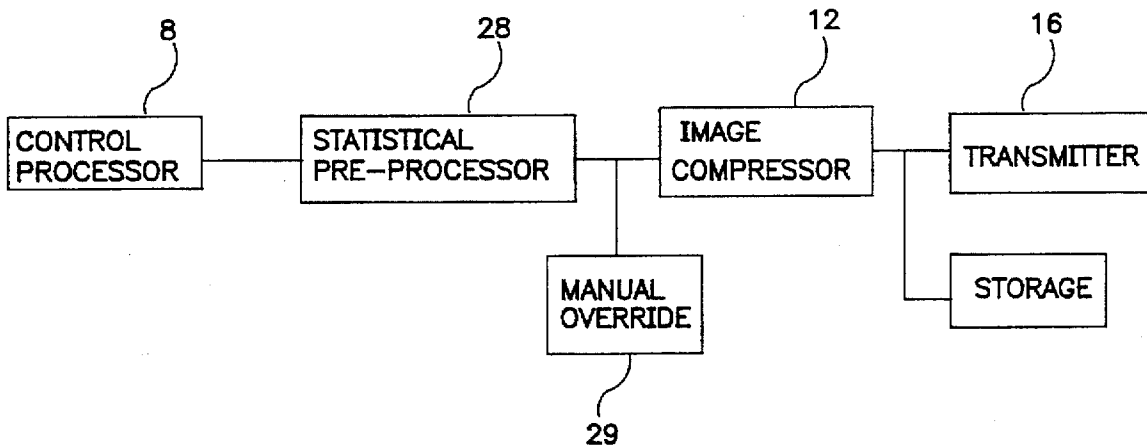 8
28
12
16
CONTROL
PROCESSOR
STATISTICAL
PRE-PROCESSOR
IMAGE
COMPRESSOR
TRANSMITTER
MANUAL
OVERRIDE
STORAGE
29